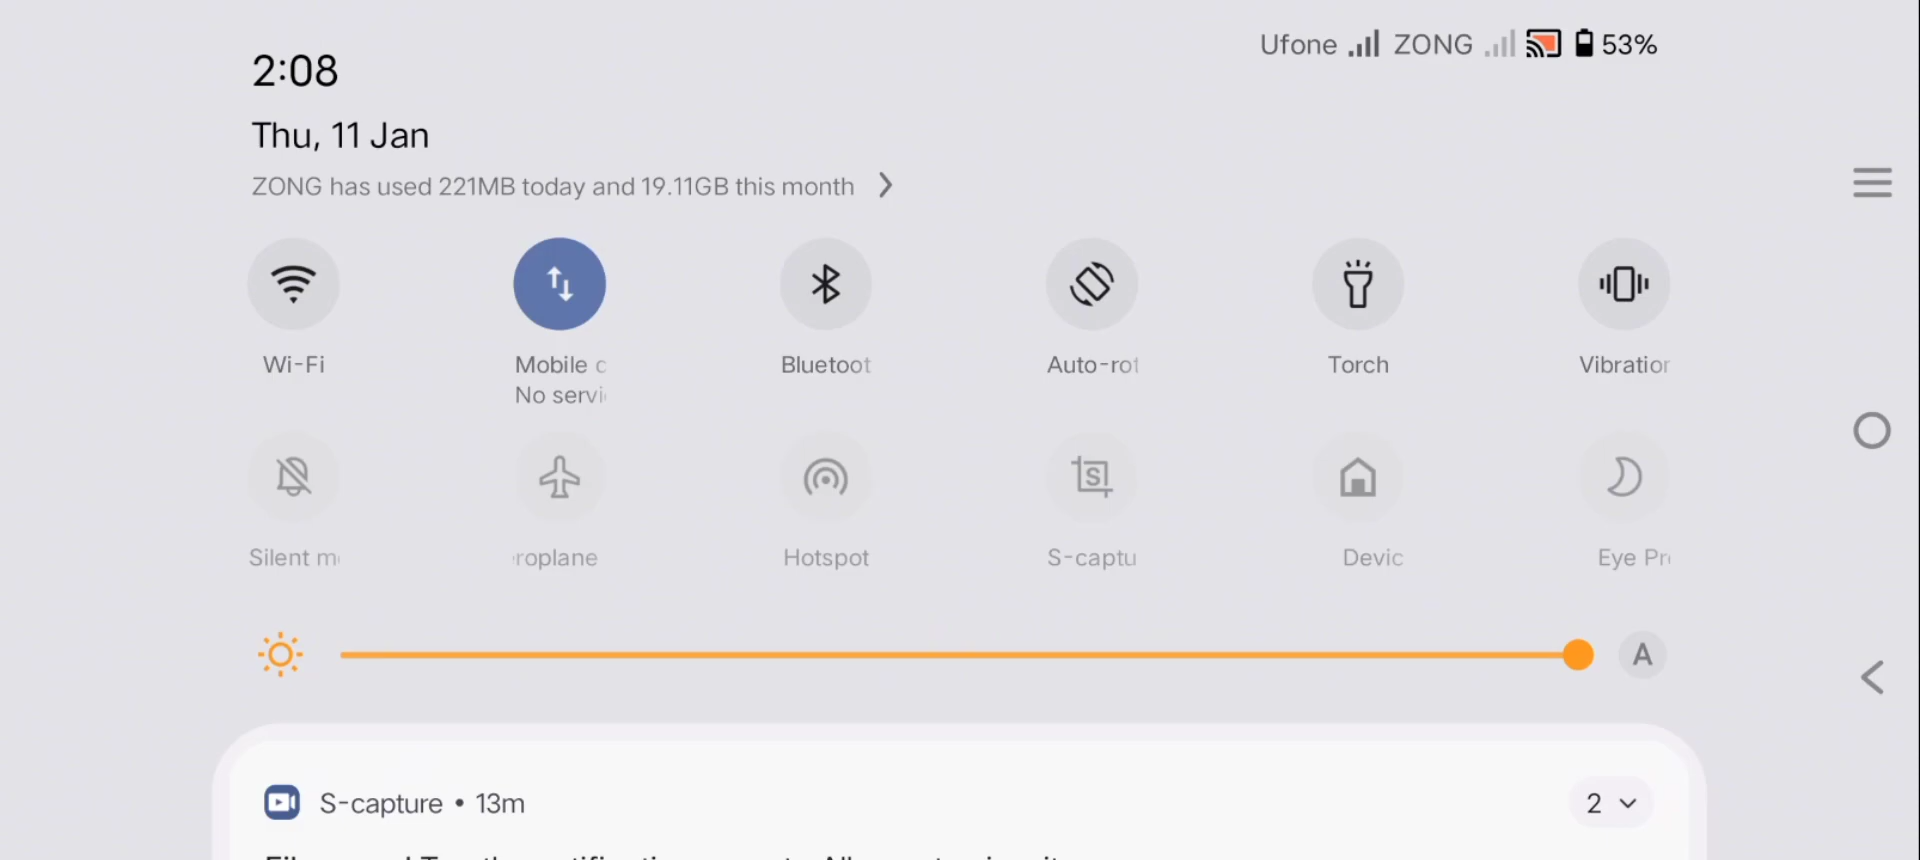 2:08
Ufone ZONG 53%
Thu, 11 Jan
ZONG has used 221MB today and 19.11GB this month
Wi-Fi Mobile Bluetoot Auto-rot Torch Vibration
No servi
Silent m roplane Hotspot S-captu Devic Eye Pr
A
S-capture • 13m
2